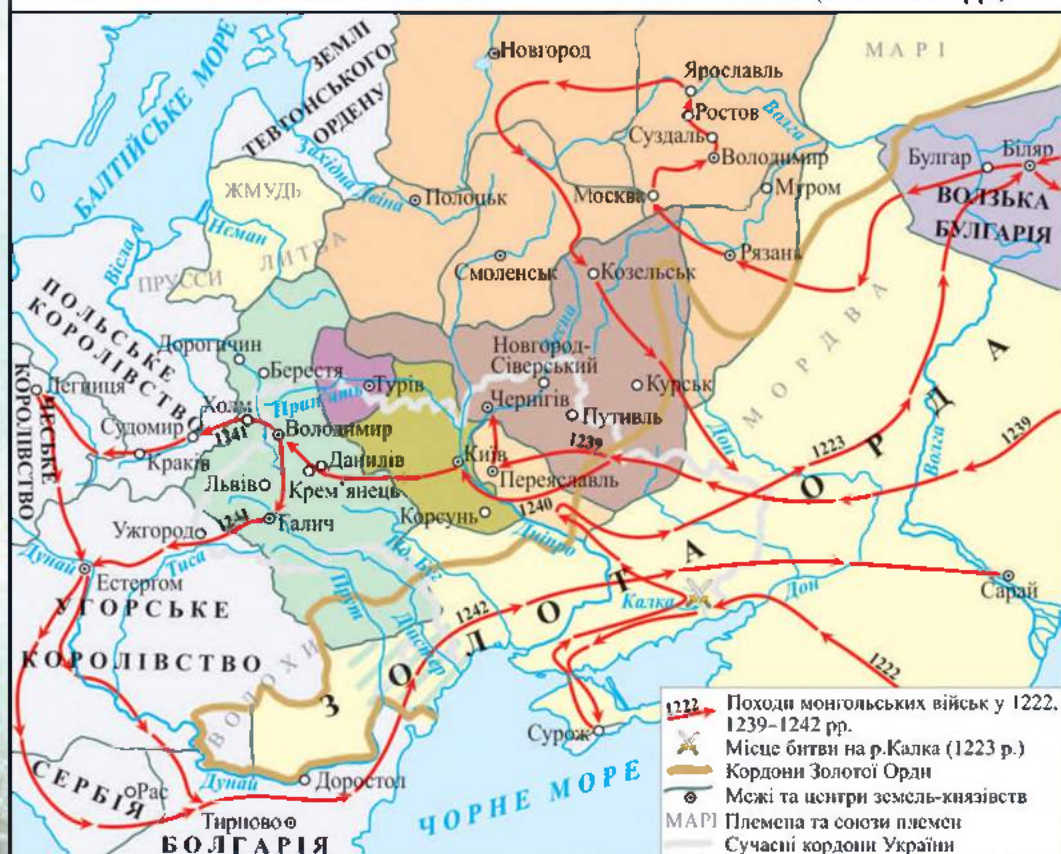 БАЛТІЙСЬКЕ МОРЕ
ЗЕМЛІ
ТЕВТОНСЬКОГО
ОРДЕНУ
Новгород
МАРІ
Ярославль
Ростов
Суздаль
Волга
Володимир
Булгар
Біляр
ВОЛЗЬКА
БУЛГАРІЯ
Західна Двіна
ЖМУДЬ
Полоцьк
Москва
Муром
Неман
ЛИТВА
Вісла
ПРУССИ
Смоленськ
Козельськ
Рязань
МОРДВА
ПОЛЬСЬКЕ
КОРОЛІВСТВО
Дорогичин
Берестя
Новгород-
Сіверський
Десна
Курськ
Легниця
ЧЕСЬКЕ
КОРОЛІВСТВО
Турів
Прип'ять
Чернігів
Путивль
Холм
Судомир
1241
Володимир
1239
Дон
Волга
1239
1223
Краків
Данилів
Київ
Крем'янець
Переяславль
Львів
Корсунь
1240
Ужгород
1241
Галич
Дніпро
Дунай
Тиса
Естергом
Пд. Буг
Прут
Дністер
Калка
Дон
Сарай
УГОРСЬКЕ
КОРОЛІВСТВО
1242
ЗОЛОТА ОРДА
ВОЛОХИ
1222
Сурож
СЕРБІЯ
Рас
Дунай
Доростол
Тирново
БОЛГАРІЯ
ЧОРНЕ МОРЕ
1222 Походи монгольських військ у 1222,
1239–1242 рр.
Місце битви на р.Калка (1223 р.)
Кордони Золотої Орди
Межі та центри земель-князівств
МАРІ Племена та союзи племен
Сучасні кордони України